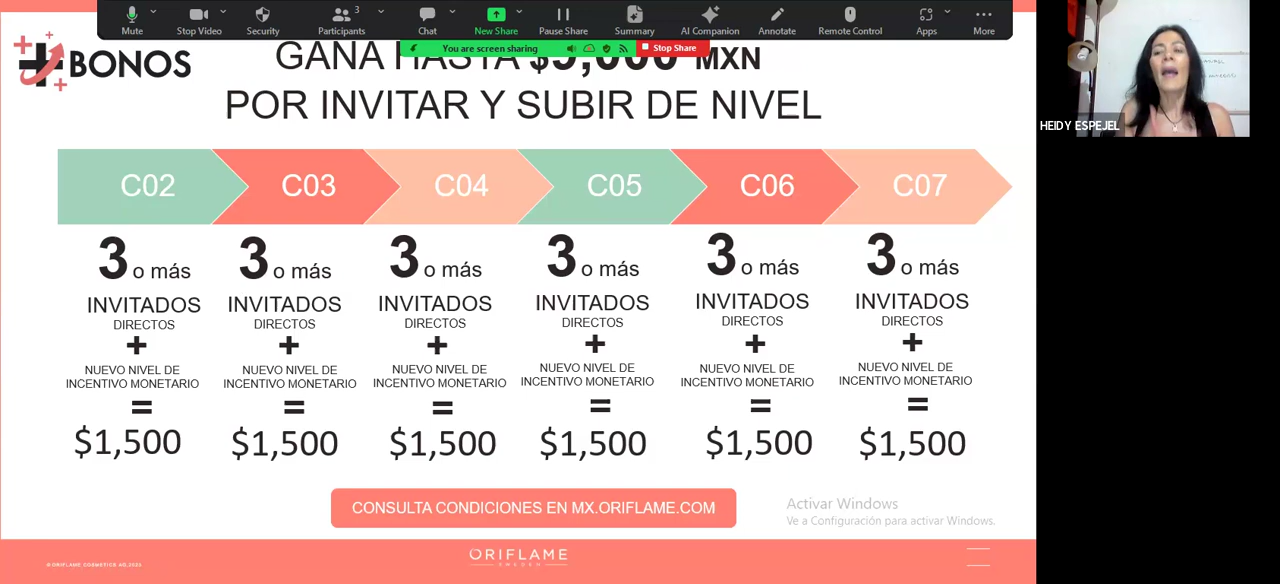 Mute
Stop Video
Security
Participants
3
Chat
New Share
Pause Share
Summary
AI Companion
Annotate
Remote Control
Apps
More
You are screen sharing
Stop Share
BONOS
GANA HASTA $9,000 MXN
POR INVITAR Y SUBIR DE NIVEL
HEIDY ESPEJEL
C02 C03 C04 C05 C06 C07
3 o más 3 o más 3 o más 3 o más 3 o más 3 o más
INVITADOS INVITADOS INVITADOS INVITADOS INVITADOS INVITADOS
DIRECTOS DIRECTOS DIRECTOS DIRECTOS DIRECTOS DIRECTOS
+ + + + + +
NUEVO NIVEL DE NUEVO NIVEL DE NUEVO NIVEL DE NUEVO NIVEL DE NUEVO NIVEL DE NUEVO NIVEL DE
INCENTIVO MONETARIO INCENTIVO MONETARIO INCENTIVO MONETARIO INCENTIVO MONETARIO INCENTIVO MONETARIO INCENTIVO MONETARIO
= = = = = =
$1,500 $1,500 $1,500 $1,500 $1,500 $1,500
CONSULTA CONDICIONES EN MX.ORIFLAME.COM
Activar Windows
Ve a Configuración para activar Windows.
ORIFLAME
SWEDEN